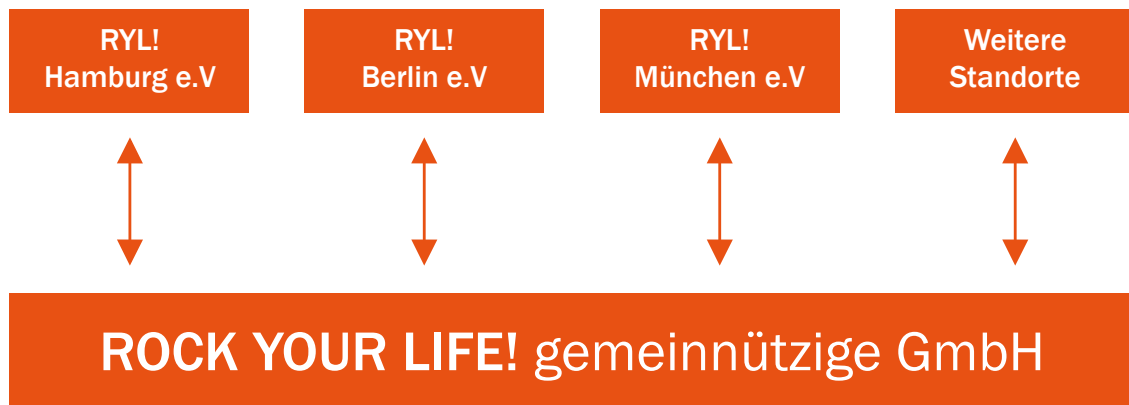 RYL!
Hamburg e.V
RYL!
Berlin e.V
RYL!
München e.V
Weitere
Standorte
ROCK YOUR LIFE! gemeinnützige GmbH